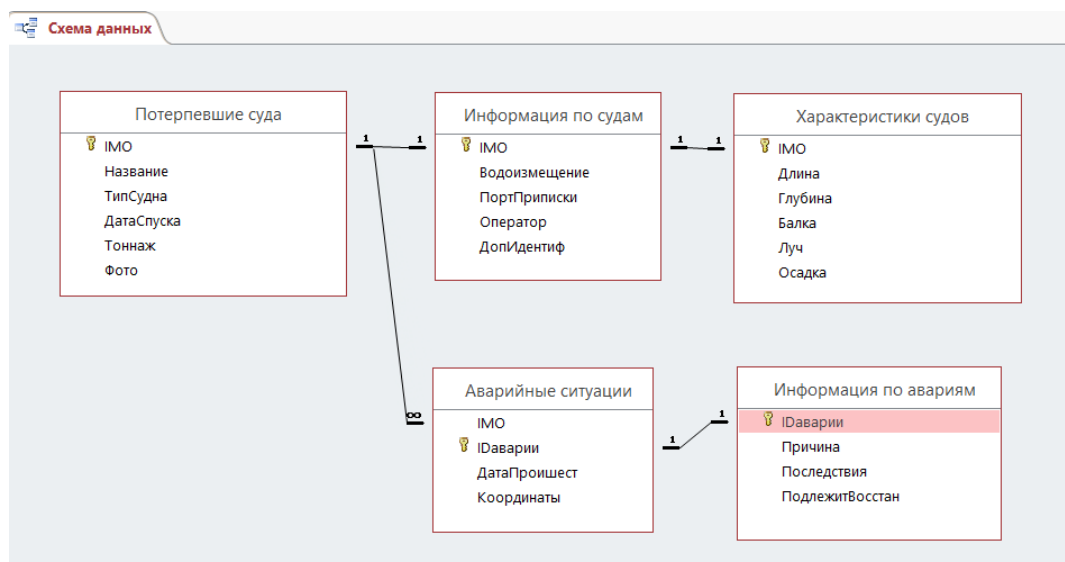 Схема данных
Потерпевшие суда
IMO
Название
ТипСудна
ДатаСпуска
Тоннаж
Фото
1
1
Информация по судам
IMO
Водоизмещение
ПортПриписки
Оператор
ДопИдентиф
1
1
Характеристики судов
IMO
Длина
Глубина
Балка
Луч
Осадка
∞
Аварийные ситуации
IMO
IDаварии
ДатаПроишест
Координаты
1
1
Информация по авариям
IDаварии
Причина
Последствия
ПодлежитВосстан